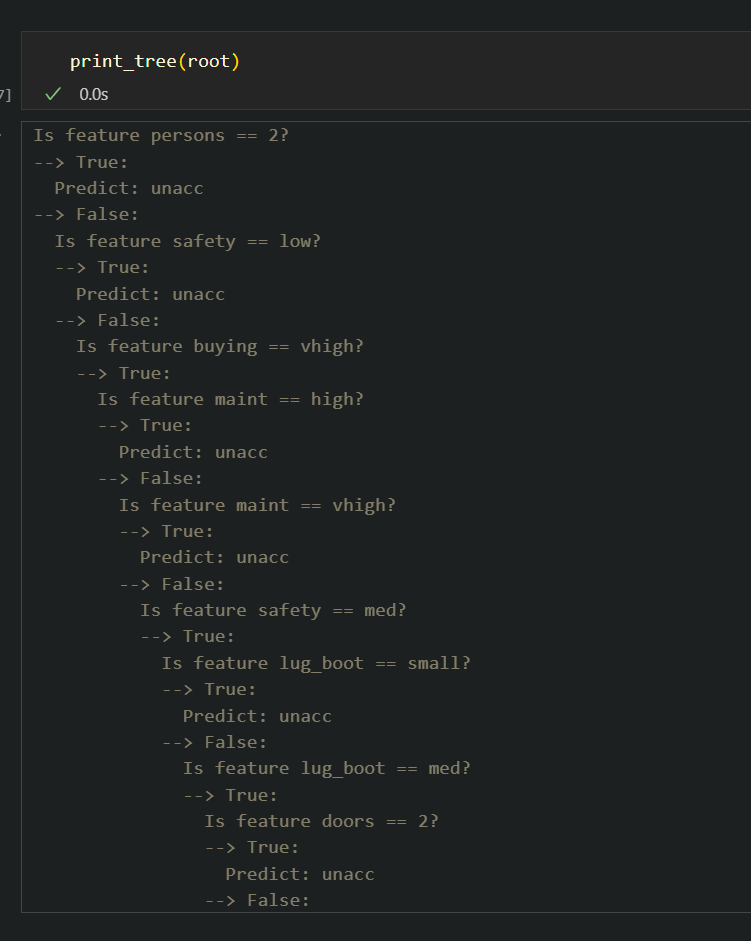 print_tree(root)
7]
0.0s
Is feature persons == 2?
--> True:
  Predict: unacc
--> False:
  Is feature safety == low?
  --> True:
    Predict: unacc
  --> False:
    Is feature buying == vhigh?
    --> True:
      Is feature maint == high?
      --> True:
        Predict: unacc
      --> False:
        Is feature maint == vhigh?
        --> True:
          Predict: unacc
        --> False:
          Is feature safety == med?
          --> True:
            Is feature lug_boot == small?
            --> True:
              Predict: unacc
            --> False:
              Is feature lug_boot == med?
              --> True:
                Is feature doors == 2?
                --> True:
                  Predict: unacc
                --> False: